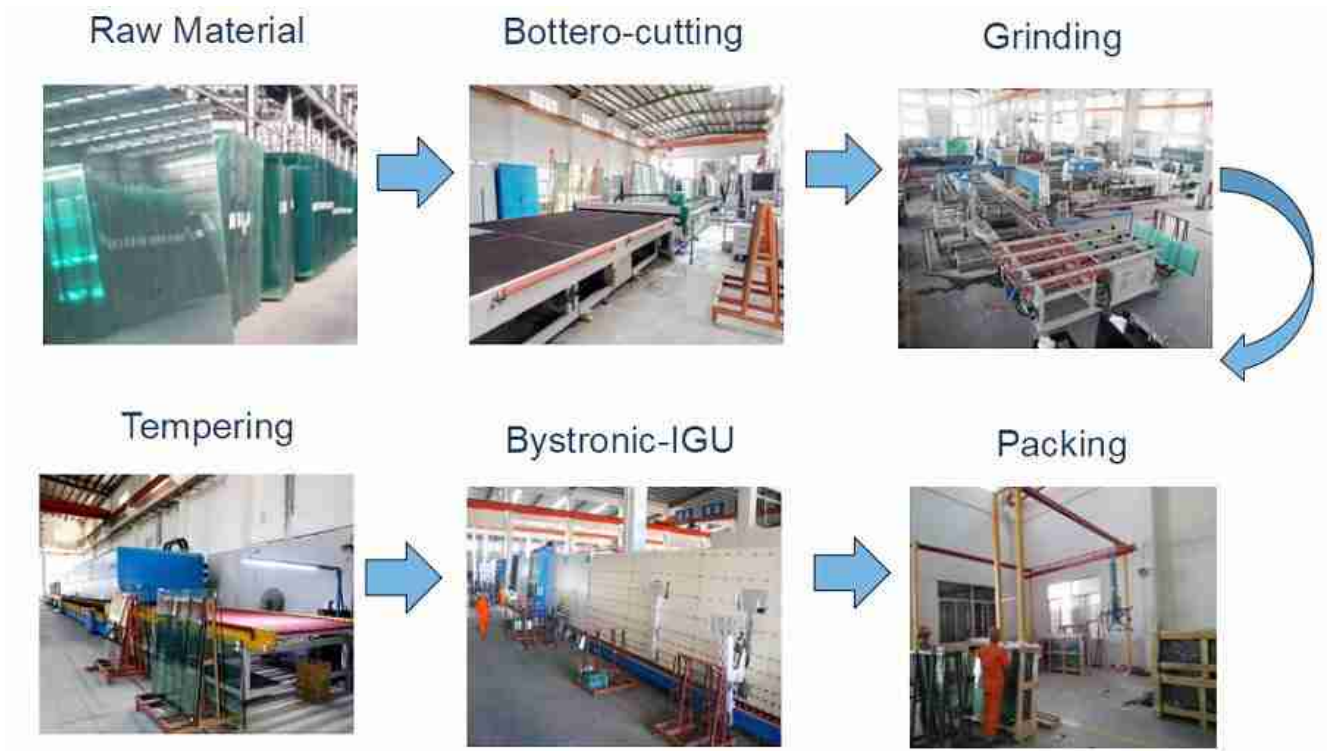 Raw Material
Bottero-cutting
Grinding
Tempering
Bystronic-IGU
Packing